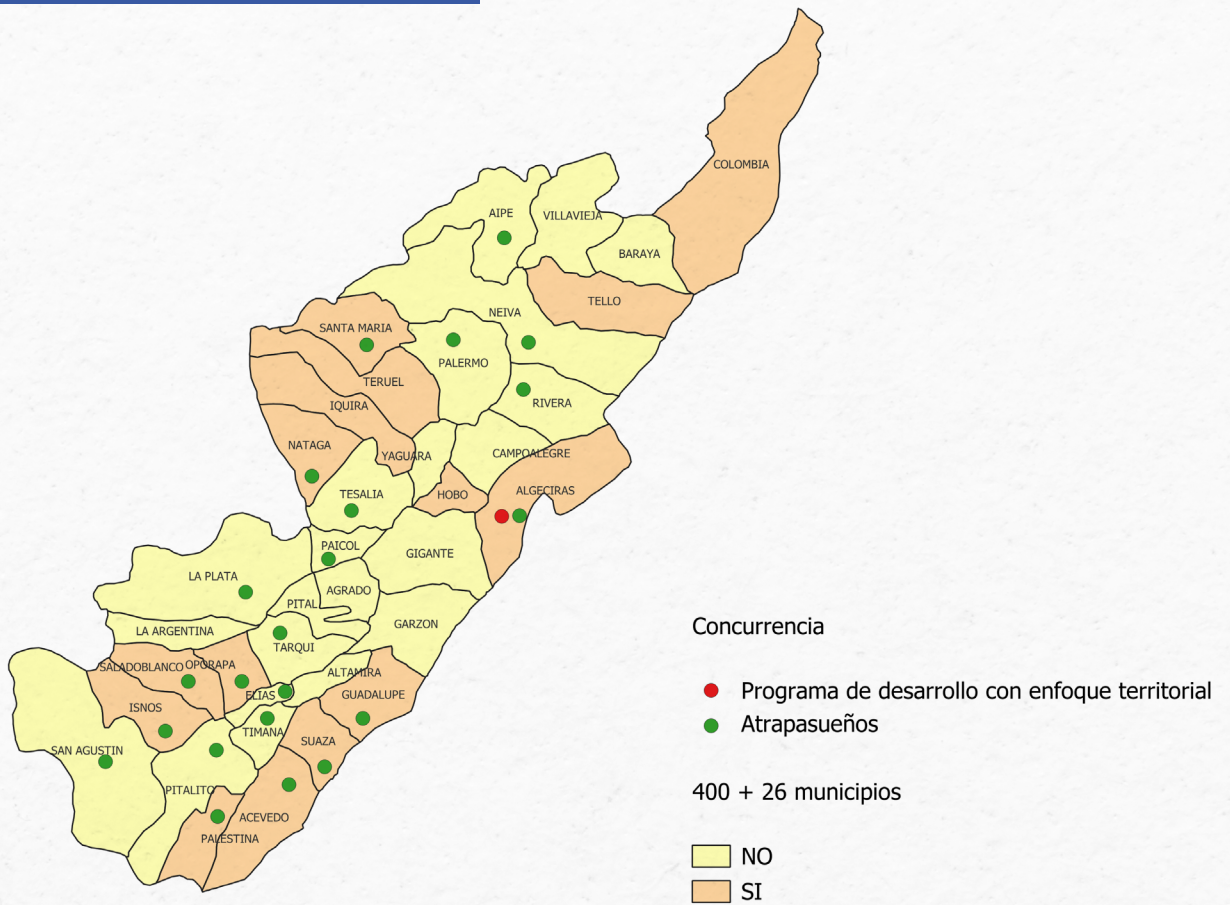 COLOMBIA
AIPE
VILLAVIEJA
BARAYA
TELLO
NEIVA
SANTA MARIA
PALERMO
TERUEL
RIVERA
IQUIRA
NATAGA
YAGUARA
CAMPOALEGRE
TESALIA
HOBO
ALGECIRAS
PAICOL
GIGANTE
LA PLATA
AGRADO
PITAL
GARZON
LA ARGENTINA
TARQUI
SALADOBLANCO
OPORAPA
ALTAMIRA
ELIAS
GUADALUPE
ISNOS
TIMANA
SUAZA
SAN AGUSTIN
PITALITO
ACEVEDO
PALESTINA
Concurrencia
Programa de desarrollo con enfoque territorial
Atrapasueños
400 + 26 municipios
NO
SI